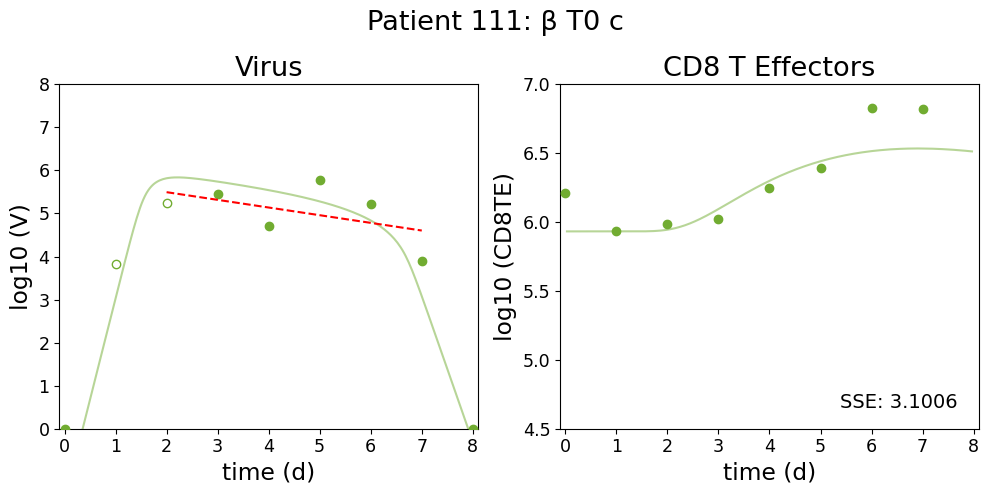 Patient 111: β T0 c
Virus
CD8 T Effectors
log10 (V)
8
7
6
5
4
3
2
1
0
0 1 2 3 4 5 6 7 8
time (d)
log10 (CD8TE)
7.0
6.5
6.0
5.5
5.0
4.5
SSE: 3.1006
0 1 2 3 4 5 6 7 8
time (d)